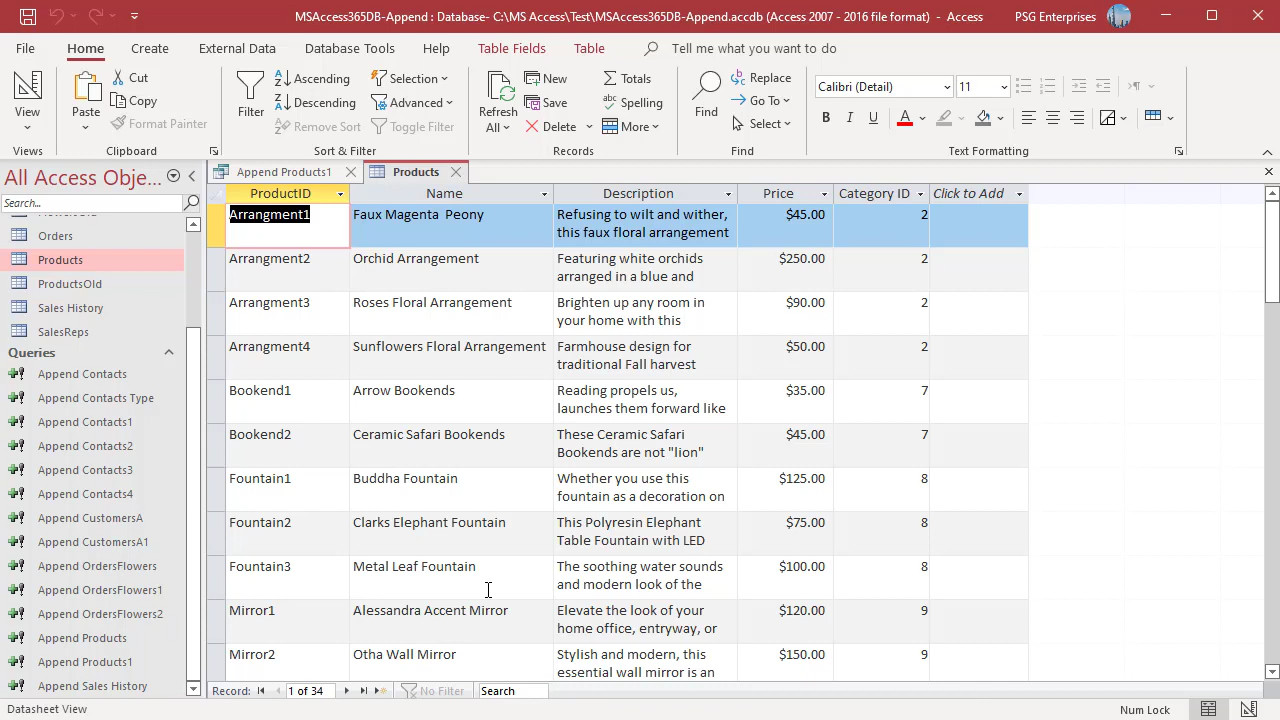 MSAccess365DB-Append : Database- C:\MS Access\Test\MSAccess365DB-Append.accdb (Access 2007 - 2016 file format) - Access
PSG Enterprises
File Home Create External Data Database Tools Help Table Fields Table Tell me what you want to do
View
Views
Paste
Cut
Copy
Format Painter
Clipboard
Filter
Ascending
Descending
Remove Sort
Selection
Advanced
Toggle Filter
Sort & Filter
Refresh
All
New
Save
Delete
Totals
Spelling
More
Records
Find
Replace
Go To
Select
Find
Calibri (Detail) 11
B I U A
Text Formatting
All Access Obje...
Search...
Orders
Products
ProductsOld
Sales History
SalesReps
Queries
Append Contacts
Append Contacts Type
Append Contacts1
Append Contacts2
Append Contacts3
Append Contacts4
Append CustomersA
Append CustomersA1
Append OrdersFlowers
Append OrdersFlowers1
Append OrdersFlowers2
Append Products
Append Products1
Append Sales History
Append Products1 Products
ProductID Name Description Price Category ID Click to Add
Arrangment1 Faux Magenta  Peony Refusing to wilt and wither, $45.00 2
this faux floral arrangement
Arrangment2 Orchid Arrangement Featuring white orchids $250.00 2
arranged in a blue and
Arrangment3 Roses Floral Arrangement Brighten up any room in $90.00 2
your home with this
Arrangment4 Sunflowers Floral Arrangement Farmhouse design for $50.00 2
traditional Fall harvest
Bookend1 Arrow Bookends Reading propels us, $35.00 7
launches them forward like
Bookend2 Ceramic Safari Bookends These Ceramic Safari $45.00 7
Bookends are not "lion"
Fountain1 Buddha Fountain Whether you use this $125.00 8
fountain as a decoration on
Fountain2 Clarks Elephant Fountain This Polyresin Elephant $75.00 8
Table Fountain with LED
Fountain3 Metal Leaf Fountain The soothing water sounds $100.00 8
and modern look of the
Mirror1 Alessandra Accent Mirror Elevate the look of your $120.00 9
home office, entryway, or
Mirror2 Otha Wall Mirror Stylish and modern, this $150.00 9
essential wall mirror is an
Record: 1 of 34 No Filter Search
Datasheet View
Num Lock